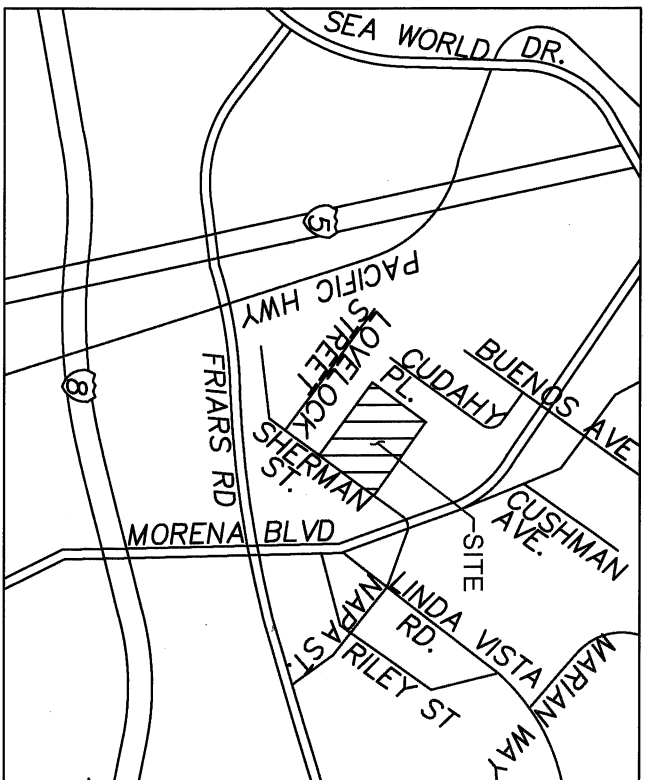 SEA WORLD DR.
5
PACIFIC HWY
LOVELOCK
STREET
BUENOS AVE
CUDAHY
PL.
8
FRIARS RD
SHERMAN
ST.
MORENA BLVD
SITE
CUSHMAN
AVE.
LINDA VISTA
RD.
NAPA ST.
RILEY ST
MARIAN
WAY